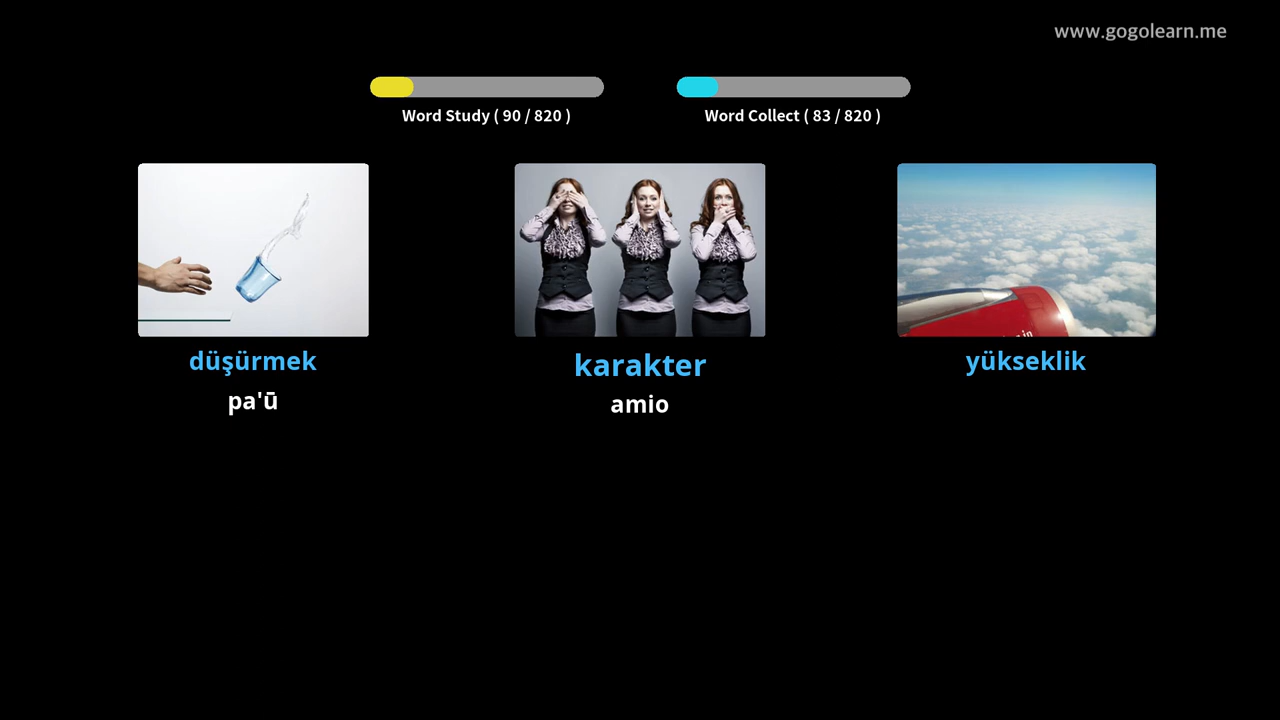 www.gogolearn.me
Word Study ( 90 / 820 )
Word Collect ( 83 / 820 )
düşürmek
karakter
yükseklik
pa'ū
amio